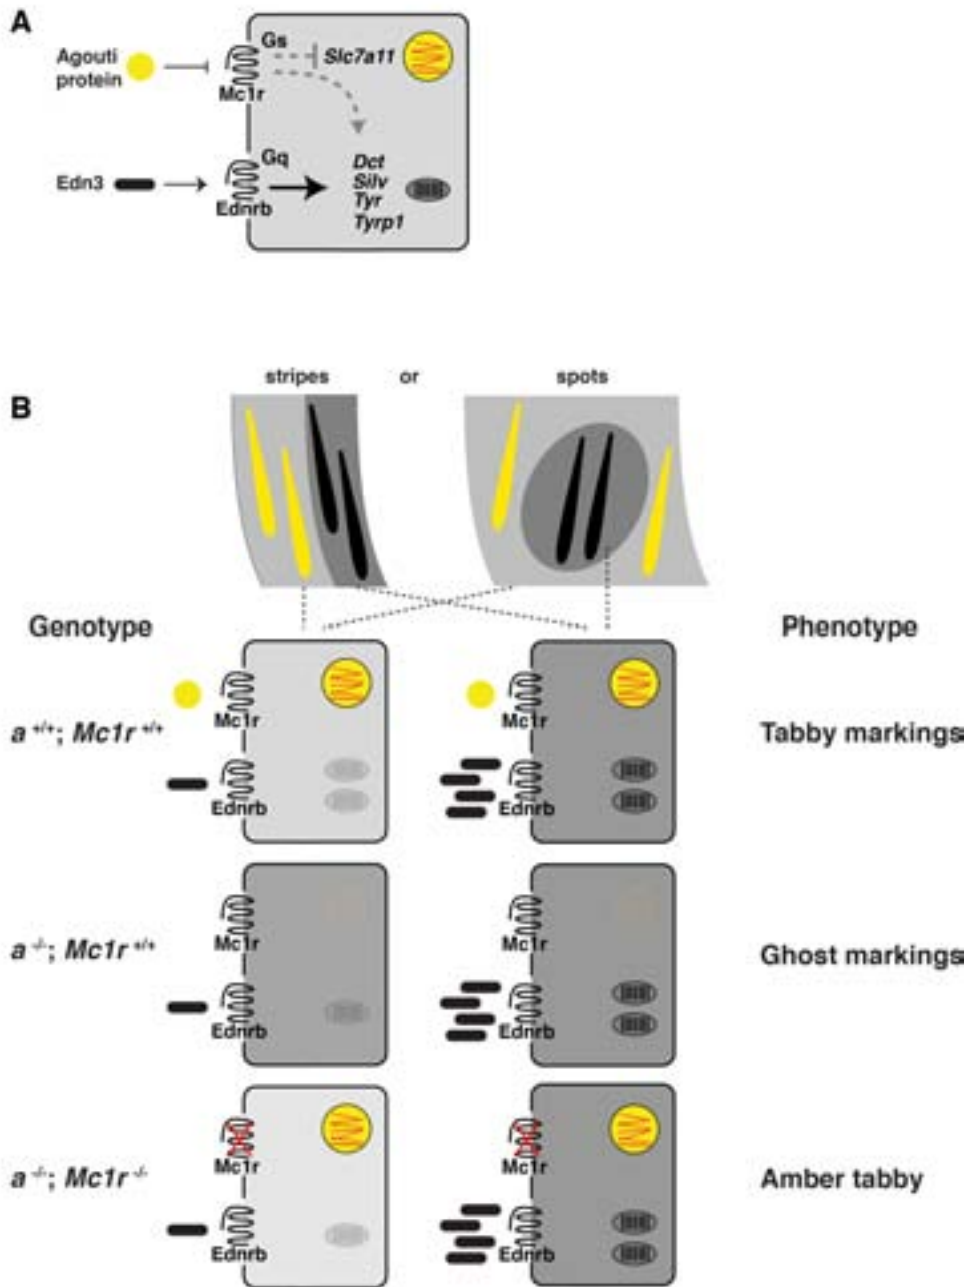 A
Agouti
protein
Gs
Slc7a11
Mc1r
Edn3
Gq
Ednrb
Dct
Silv
Tyr
Tyrp1
B
stripes or spots
Genotype Phenotype
a +/+; Mc1r +/+
Mc1r
Ednrb
Mc1r
Ednrb
Tabby markings
a -/-; Mc1r +/+
Mc1r
Ednrb
Mc1r
Ednrb
Ghost markings
a -/-; Mc1r -/-
Mc1r
Ednrb
Mc1r
Ednrb
Amber tabby